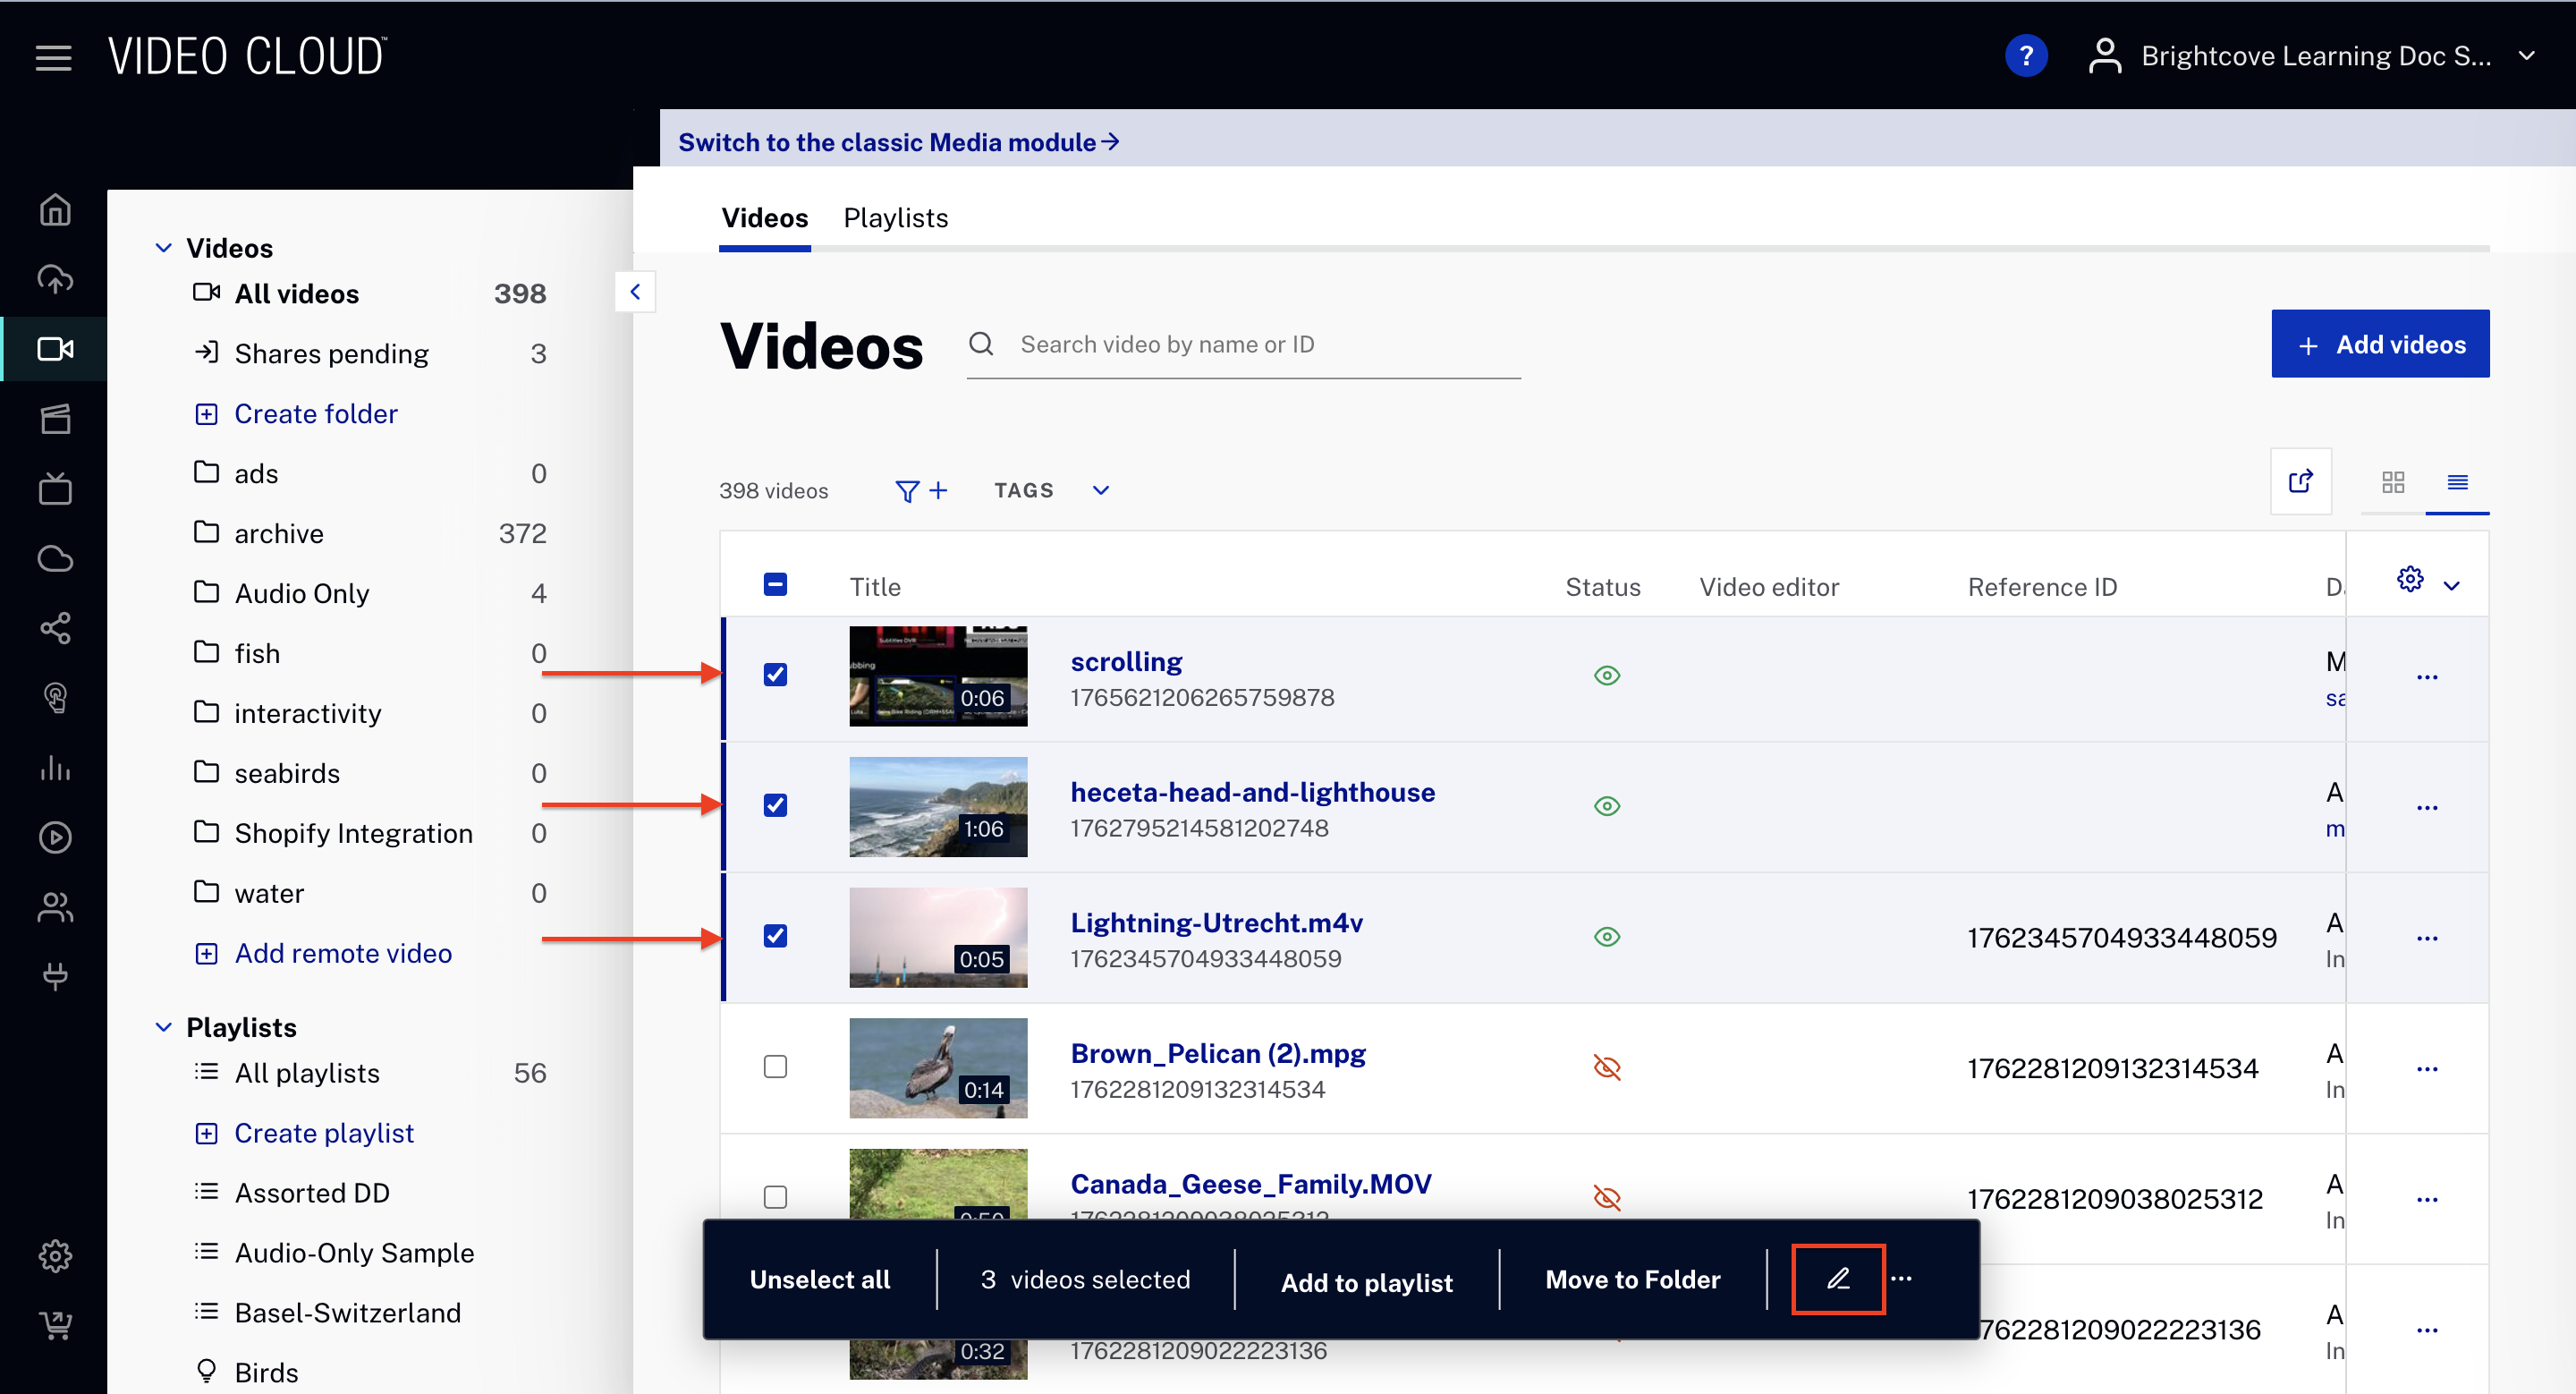 VIDEO CLOUD™
?
Brightcove Learning Doc S...
Switch to the classic Media module
Videos
All videos 398
Shares pending 3
Create folder
ads 0
archive 372
Audio Only 4
fish 0
interactivity 0
seabirds 0
Shopify Integration 0
water 0
Add remote video
Playlists
All playlists 56
Create playlist
Assorted DD
Audio-Only Sample
Basel-Switzerland
Birds
Videos Playlists
Videos
Search video by name or ID
+ Add videos
398 videos
TAGS
Title Status Video editor Reference ID
0:06
scrolling
1765621206265759878
1:06
heceta-head-and-lighthouse
1762795214581202748
0:05
Lightning-Utrecht.m4v
1762345704933448059
1762345704933448059
A
In
0:14
Brown_Pelican (2).mpg
1762281209132314534
1762281209132314534
A
In
Canada_Geese_Family.MOV
1762281209038025312
A
In
Unselect all
3 videos selected
Add to playlist
Move to Folder
...
0:32
1762281209022223136
762281209022223136
A
In